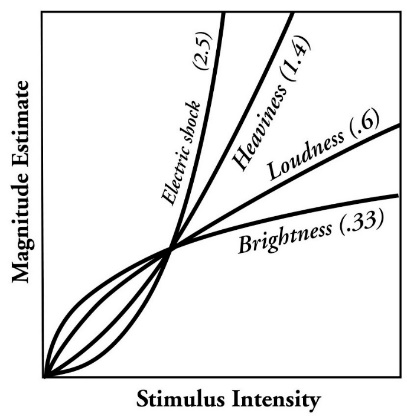 Magnitude Estimate
Electric shock (2.5)
Heaviness (1.4)
Loudness (.6)
Brightness (.33)
Stimulus Intensity